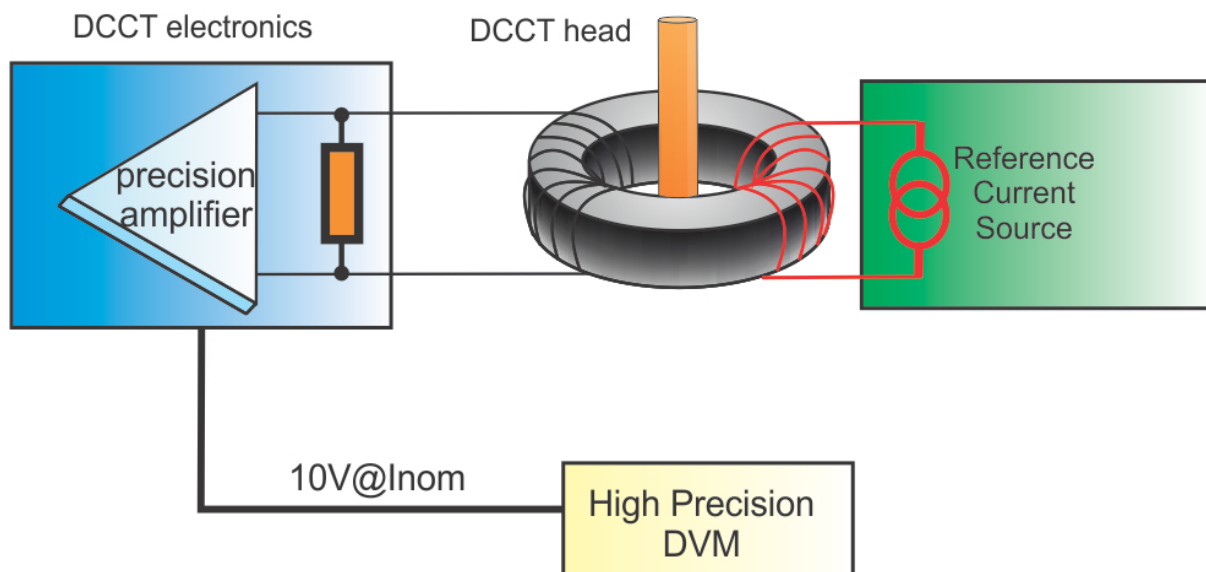 DCCT electronics
DCCT head
precision
amplifier
Reference
Current
Source
10V@Inom
High Precision
DVM